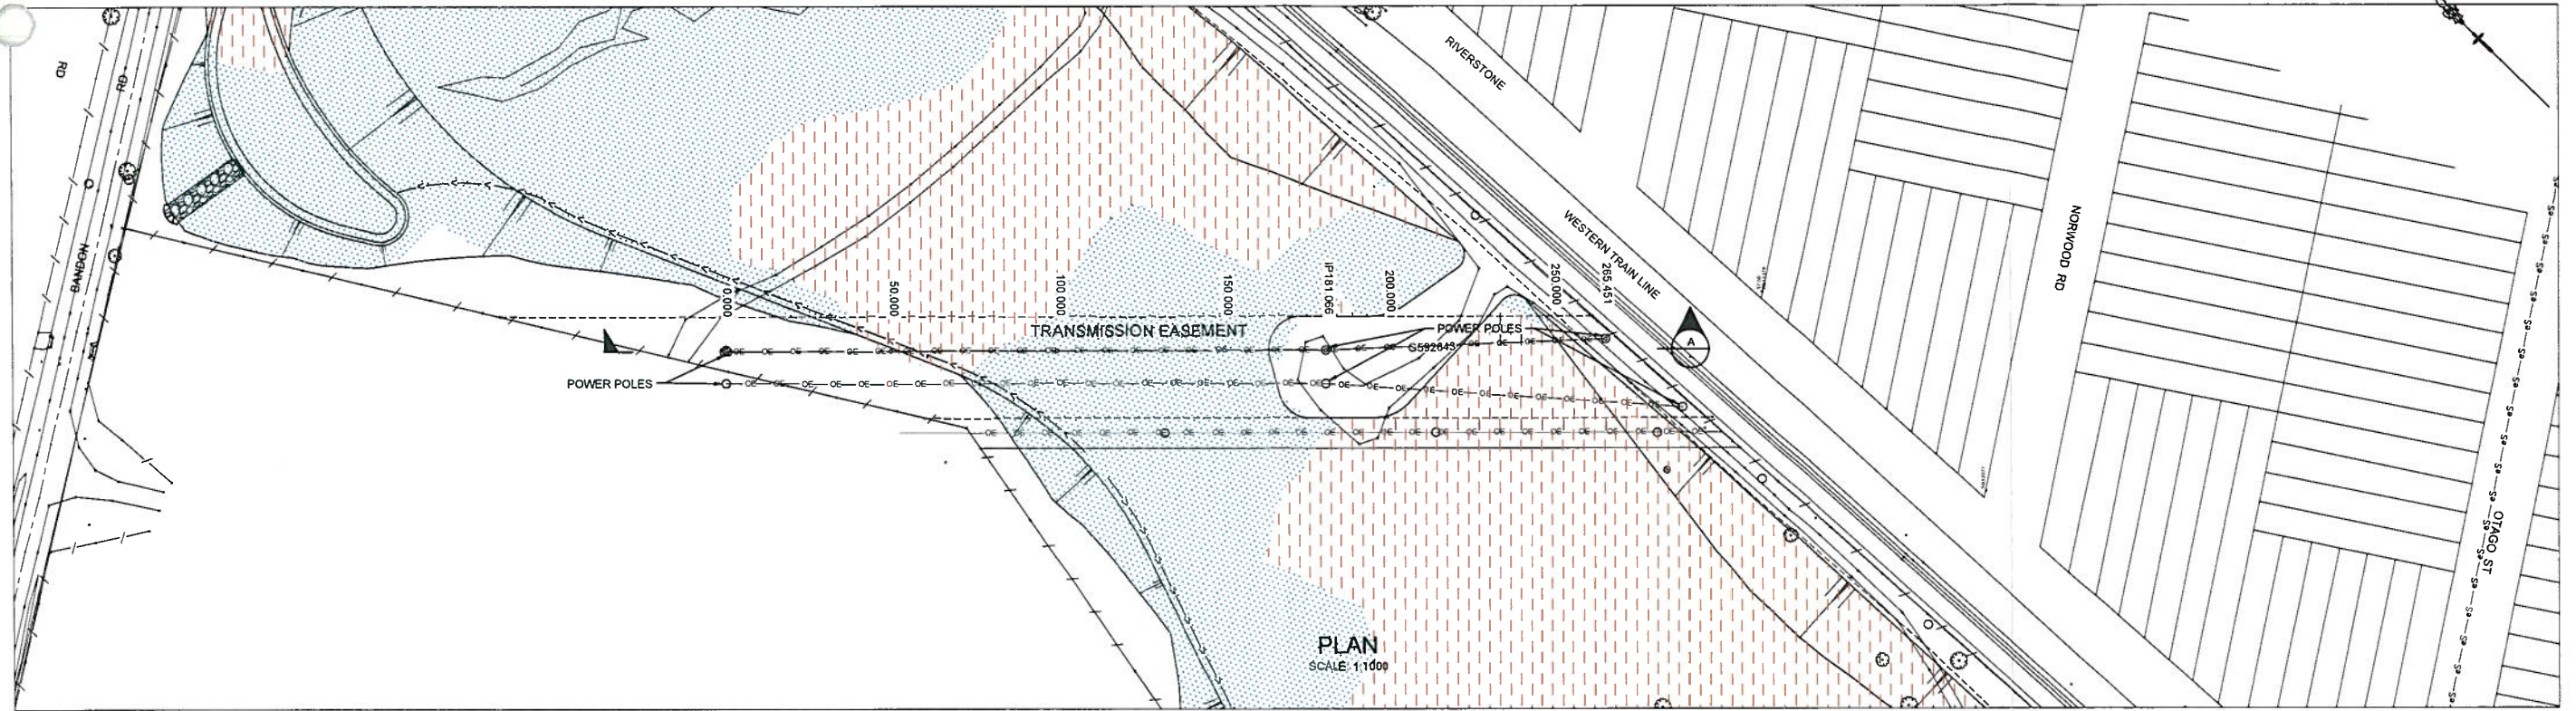 RD
RD
BANDON
RIVERSTONE
WESTERN TRAIN LINE
NORWOOD RD
OTAGO ST
0.000
50.000
100.000
150.000
IP181.066
200.000
250.000
265.451
TRANSMISSION EASEMENT
POWER POLES
G592643
A
POWER POLES
PLAN
SCALE 1:1000